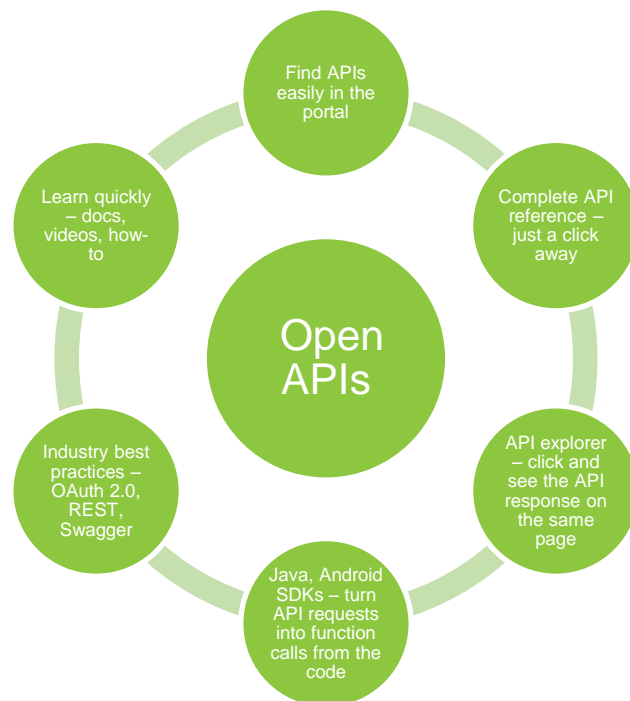 Find APIs
easily in the
portal
Complete API
reference –
just a click
away
API explorer
– click and
see the API
response on
the same
page
Java, Android
SDKs – turn
API requests
into function
calls from the
code
Industry best
practices –
OAuth 2.0,
REST,
Swagger
Learn quickly
– docs,
videos, how-
to
Open
APIs